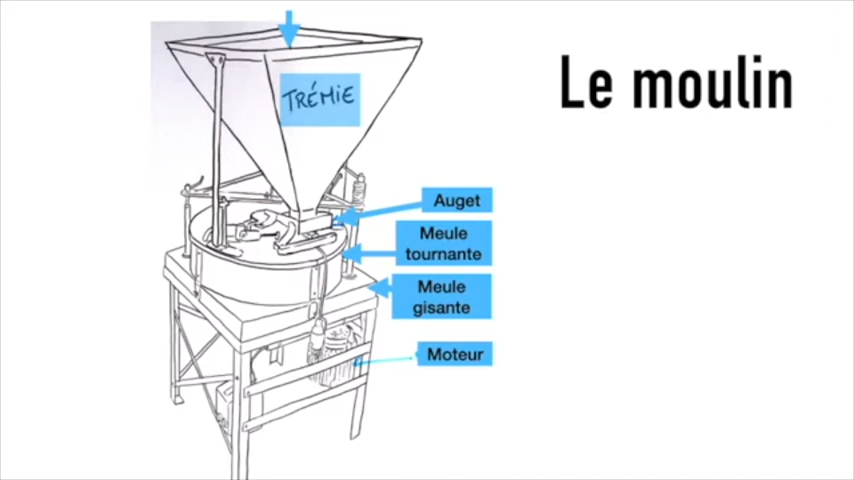 Le moulin
TRÉMIE
Auget
Meule
tournante
Meule
gisante
Moteur